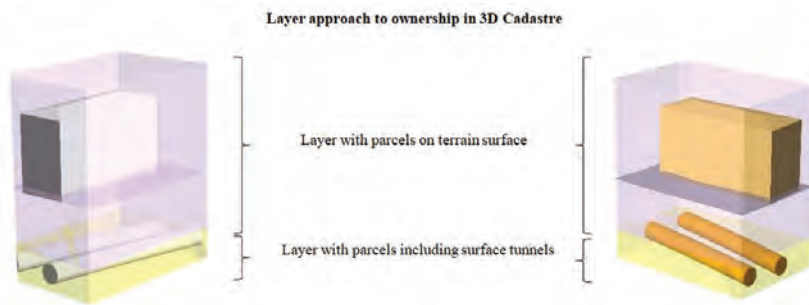 Layer approach to ownership in 3D Cadastre
Layer with parcels on terrain surface
Layer with parcels including surface tunnels